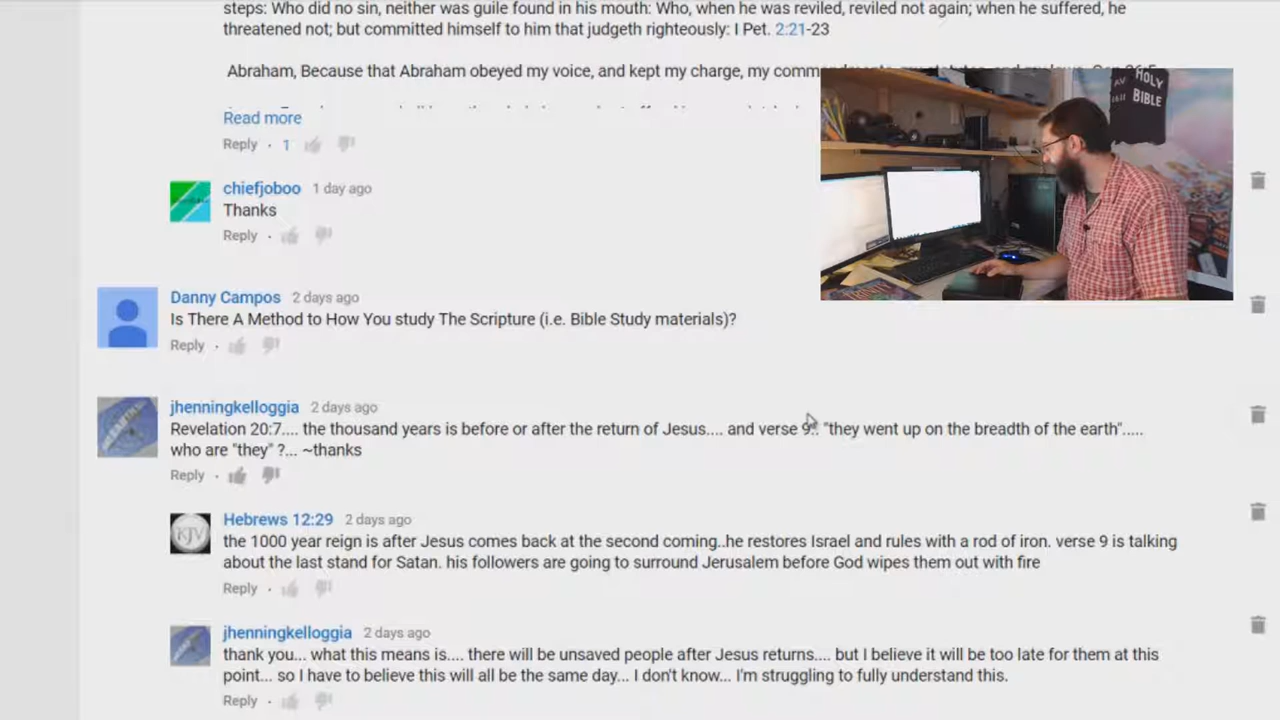 steps: Who did no sin, neither was guile found in his mouth: Who, when he was reviled, reviled not again; when he suffered, he
threatened not; but committed himself to him that judgeth righteously: I Pet. 2:21-23
Abraham, Because that Abraham obeyed my voice, and kept my charge, my
Read more
Reply · 1
chiefjoboo 1 day ago
Thanks
Reply ·
Danny Campos 2 days ago
Is There A Method to How You study The Scripture (i.e. Bible Study materials)?
Reply ·
jhenningkelloggia 2 days ago
Revelation 20:7.... the thousand years is before or after the return of Jesus.... and verse 9.. "they went up on the breadth of the earth".....
who are "they" ?... ~thanks
Reply ·
KJV
Hebrews 12:29 2 days ago
the 1000 year reign is after Jesus comes back at the second coming..he restores Israel and rules with a rod of iron. verse 9 is talking
about the last stand for Satan. his followers are going to surround Jerusalem before God wipes them out with fire
Reply ·
jhenningkelloggia 2 days ago
thank you... what this means is.... there will be unsaved people after Jesus returns.... but I believe it will be too late for them at this
point... so I have to believe this will all be the same day... I don't know... I'm struggling to fully understand this.
Reply ·
HOLY
AV
1611 BIBLE